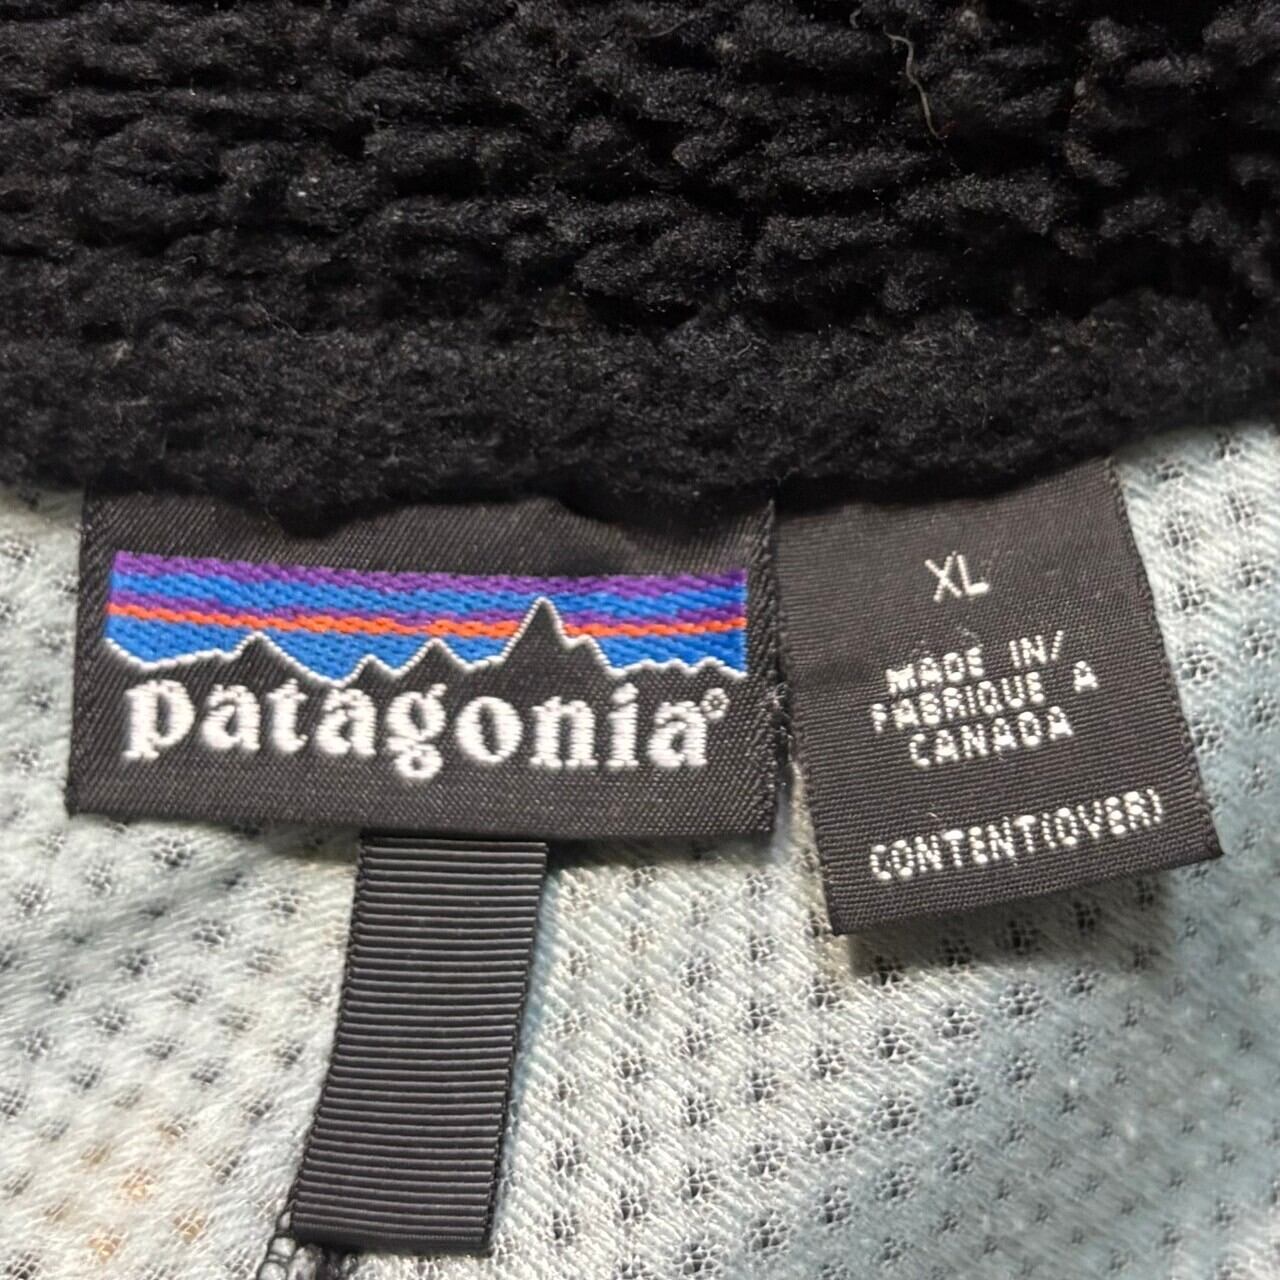 patagonia®
XL
MADE IN/
FABRIQUE A
CANADA
CONTENT(OVER)